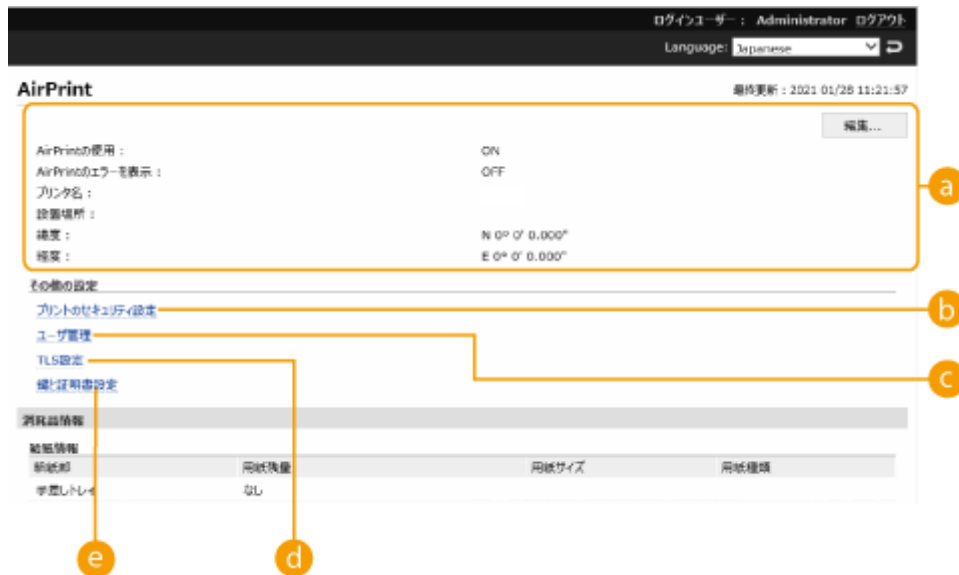 ログインユーザー : Administrator ログアウト
Language: Japanese
AirPrint
最終更新 : 2021 01/28 11:21:57
編集...
AirPrintの使用 : ON
AirPrintのエラーを表示 : OFF
プリンタ名 :
設置場所 :
緯度 : N 0º 0' 0.000"
経度 : E 0º 0' 0.000"
a
その他の設定
プリントのセキュリティ設定
b
ユーザ管理
TLS設定
c
鍵と証明書設定
消耗品情報
給紙情報
給紙部 用紙残量 用紙サイズ 用紙種類
手差しトレイ なし
e d